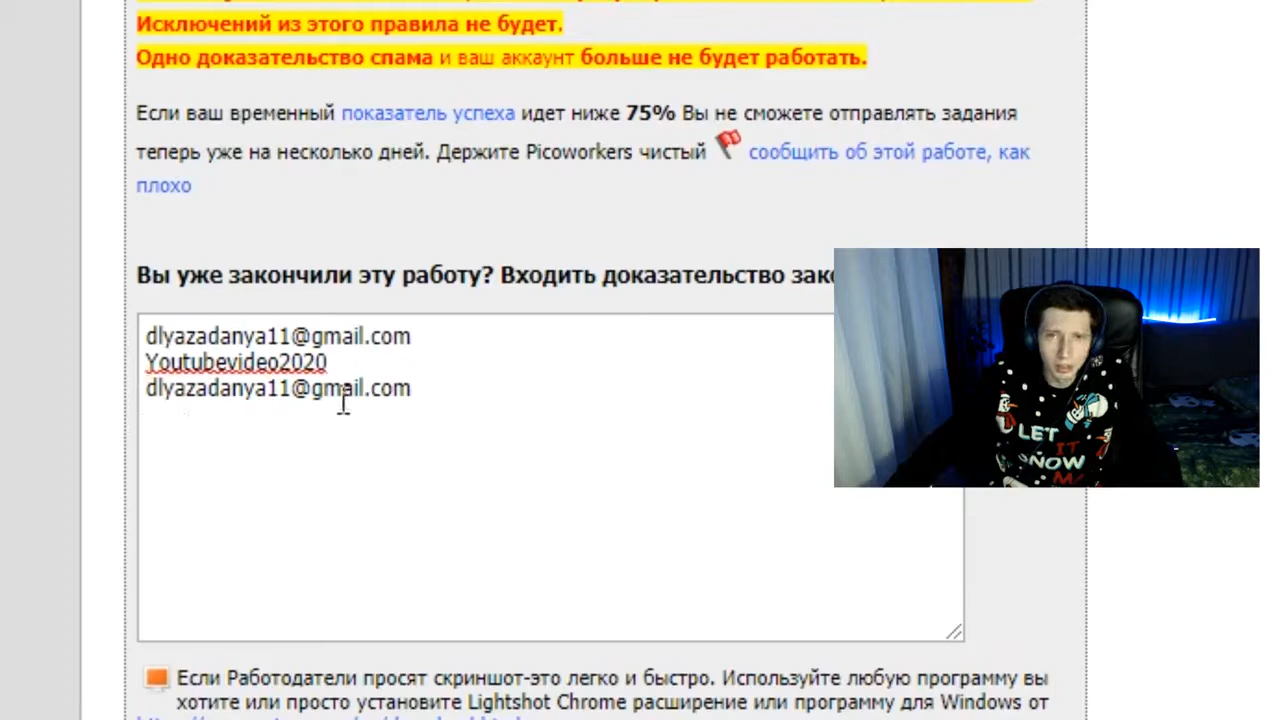 Исключений из этого правила не будет.
Одно доказательство спама и ваш аккаунт больше не будет работать.
Если ваш временный показатель успеха идет ниже 75% Вы не сможете отправлять задания
теперь уже на несколько дней. Держите Picoworkers чистый сообщить об этой работе, как
плохо
Вы уже закончили эту работу? Входить доказательство
dlyazadanya11@gmail.com
Youtubevideo2020
dlyazadanya11@gmail.com
LET
IT
SNOW
Если Работодатели просят скриншот-это легко и быстро. Используйте любую программу вы
хотите или просто установите Lightshot Chrome расширение или программу для Windows от